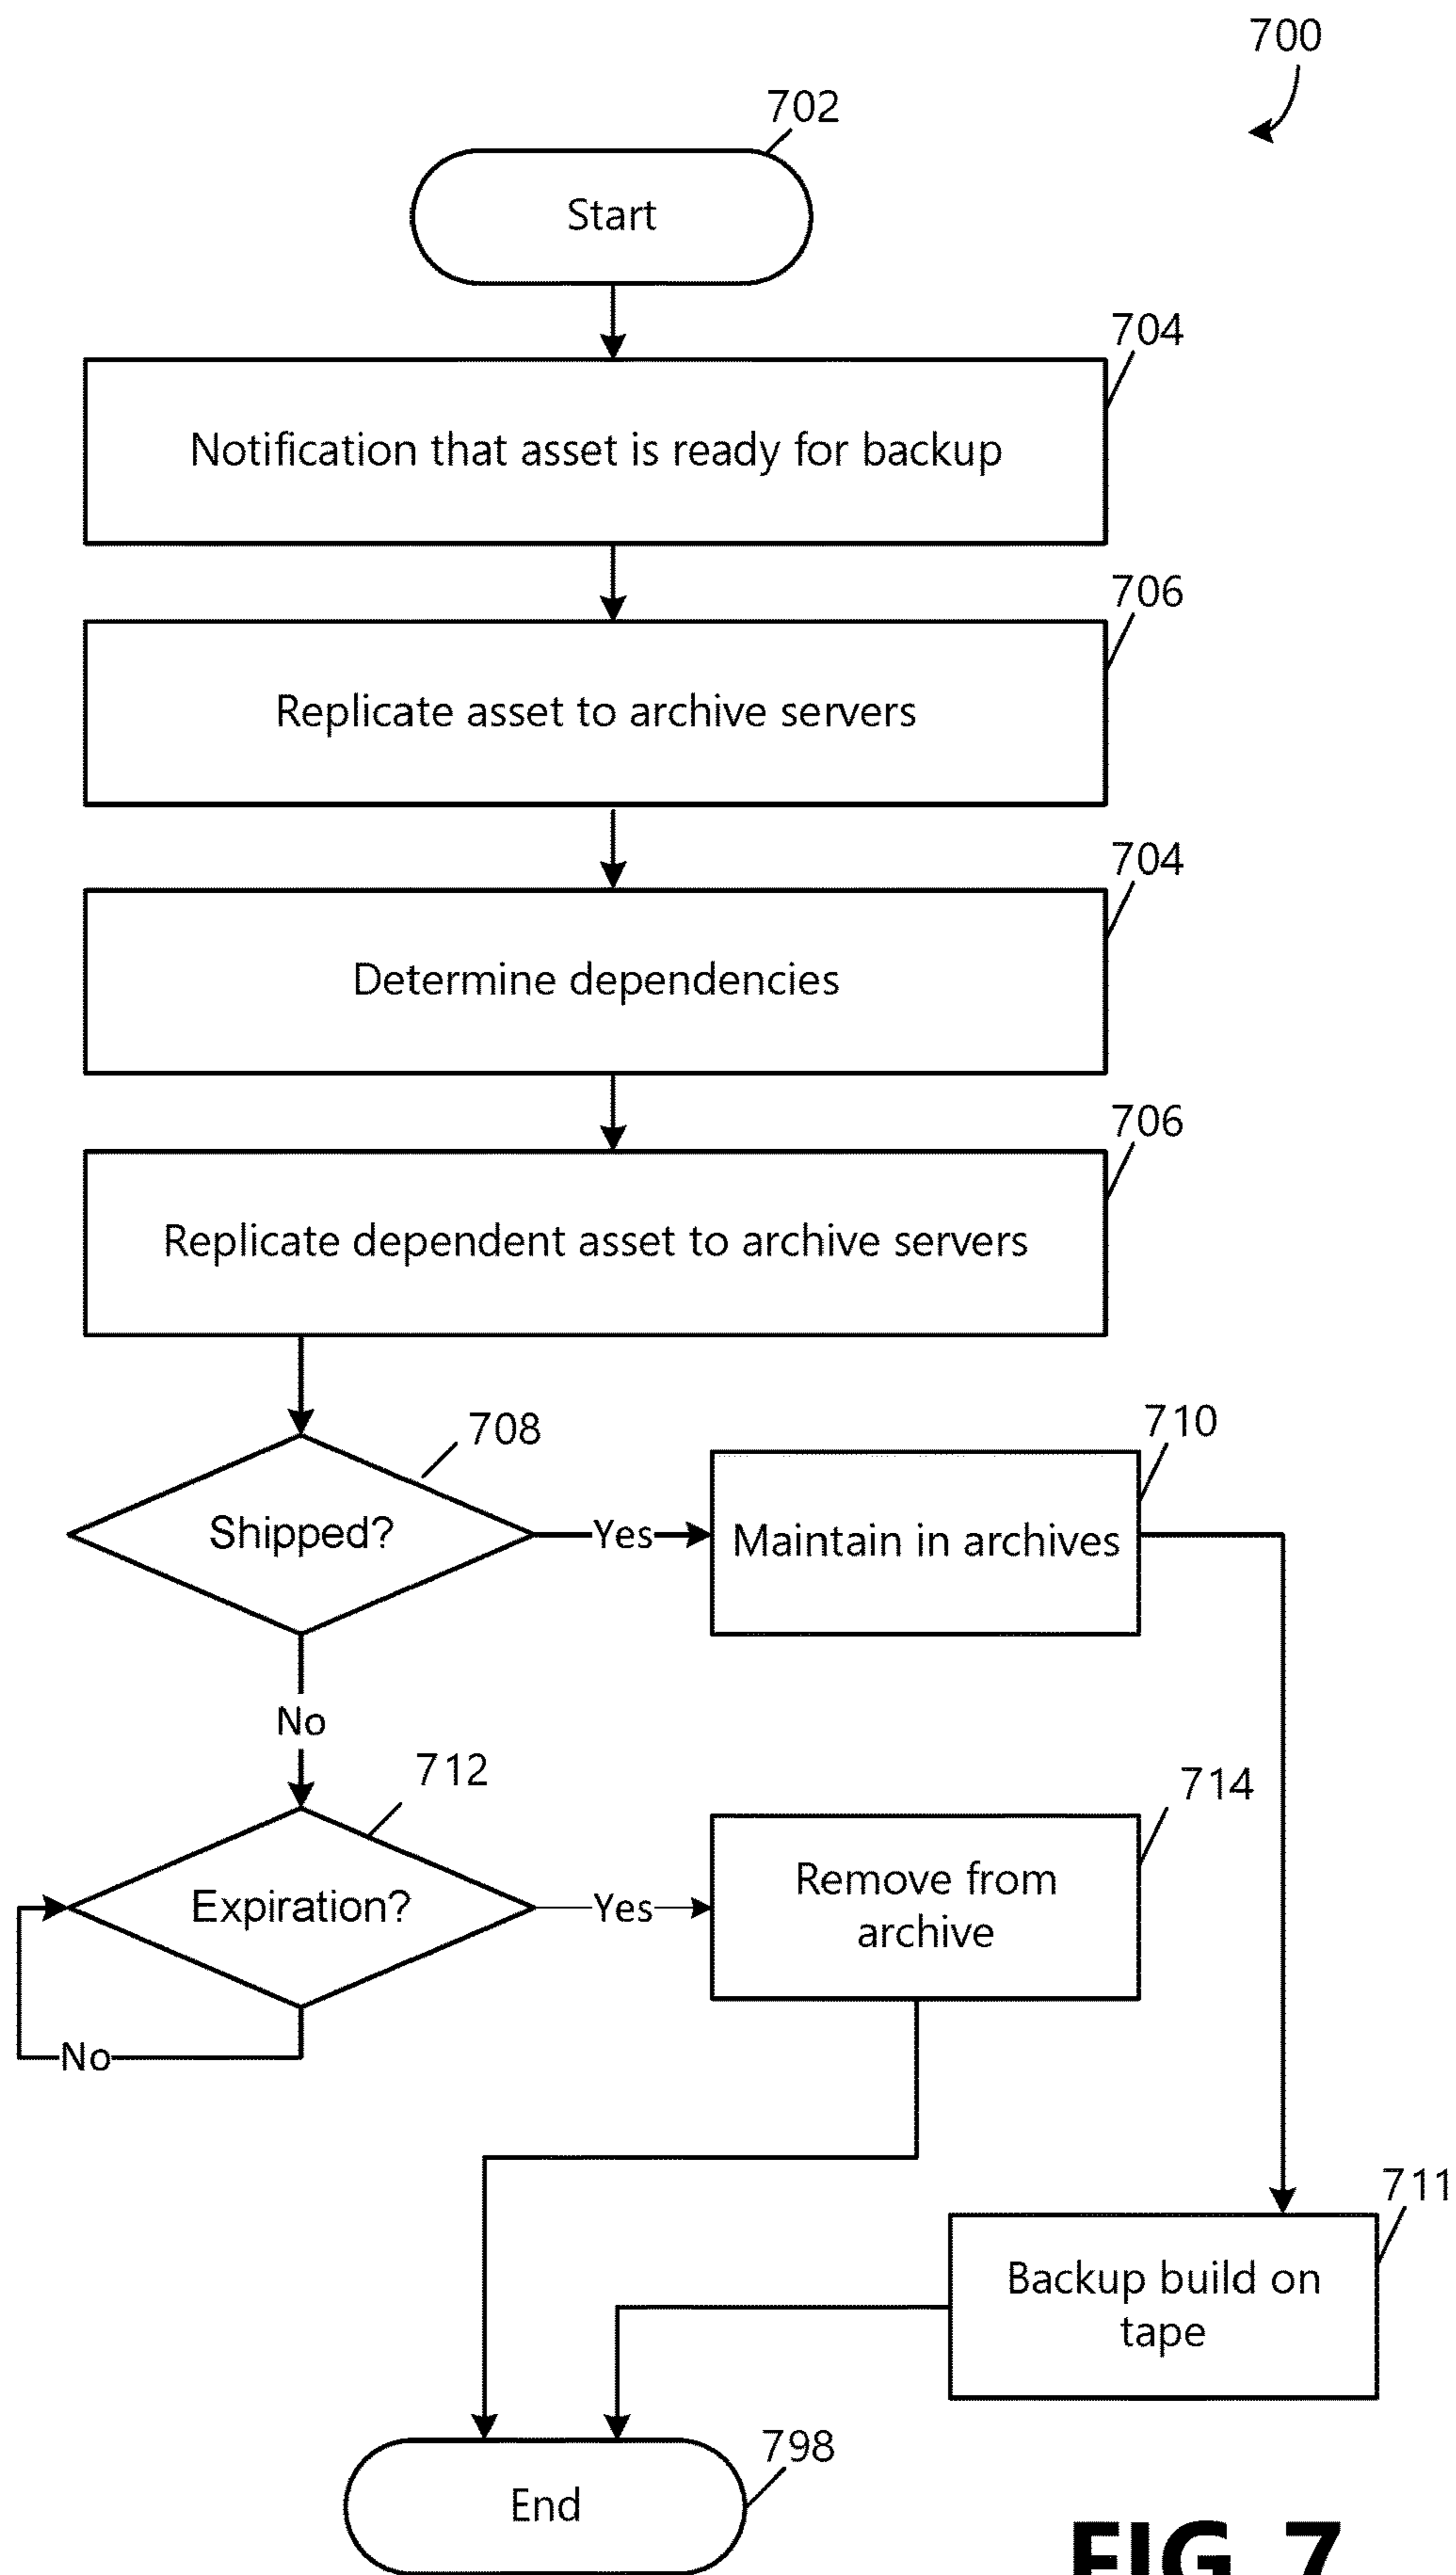 700
702
Start
704
Notification that asset is ready for backup
706
Replicate asset to archive servers
704
Determine dependencies
706
Replicate dependent asset to archive servers
708
Shipped?
Yes
710
Maintain in archives
No
712
Expiration?
Yes
714
Remove from
archive
No
711
Backup build on
tape
798
End
FIG 7